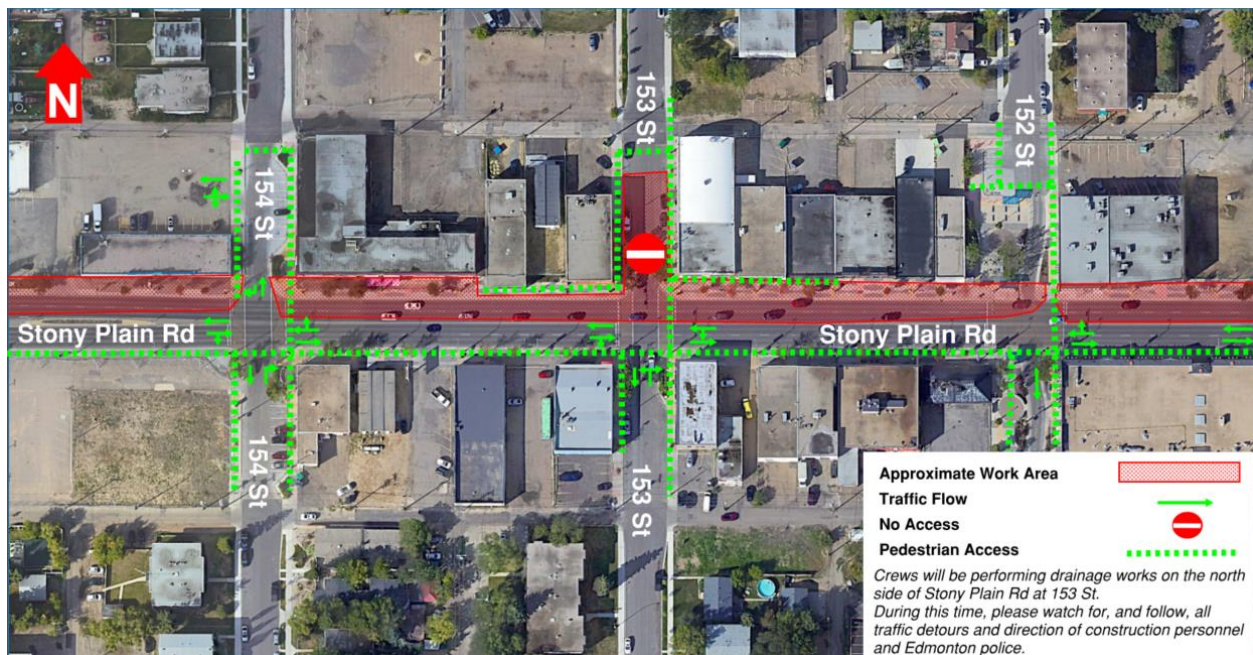 N
154 St
153 St
152 St
Stony Plain Rd
Stony Plain Rd
154 St
153 St
Approximate Work Area
Traffic Flow
No Access
Pedestrian Access
Crews will be performing drainage works on the north
side of Stony Plain Rd at 153 St.
During this time, please watch for, and follow, all
traffic detours and direction of construction personnel
and Edmonton police.